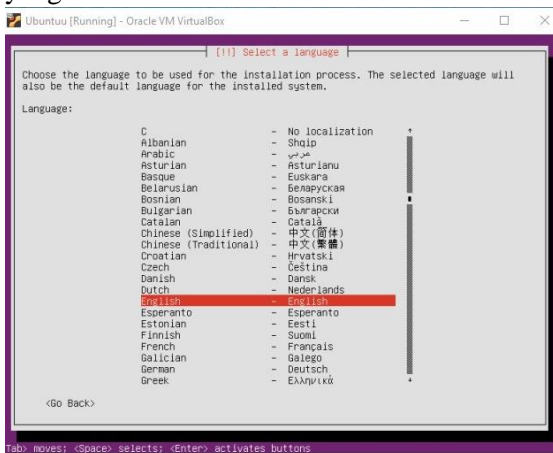 Ubuntuu [Running] - Oracle VM VirtualBox
[!!] Select a language
Choose the language to be used for the installation process. The selected language will
also be the default language for the installed system.
Language:
C - No localization
Albanian - Shqip
Arabic - عربي
Asturian - Asturianu
Basque - Euskara
Belarusian - Беларуская
Bosnian - Bosanski
Bulgarian - Български
Catalan - Català
Chinese (Simplified) - 中文(简体)
Chinese (Traditional) - 中文(繁體)
Croatian - Hrvatski
Czech - Čeština
Danish - Dansk
Dutch - Nederlands
English - English
Esperanto - Esperanto
Estonian - Eesti
Finnish - Suomi
French - Français
Galician - Galego
German - Deutsch
Greek - Ελληνικά
<Go Back>
Tab> moves; <Space> selects; <Enter> activates buttons